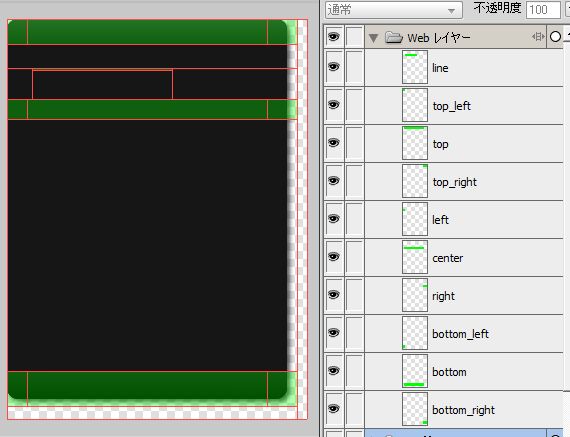 通常
不透明度 100
Web レイヤー
line
top_left
top
top_right
left
center
right
bottom_left
bottom
bottom_right